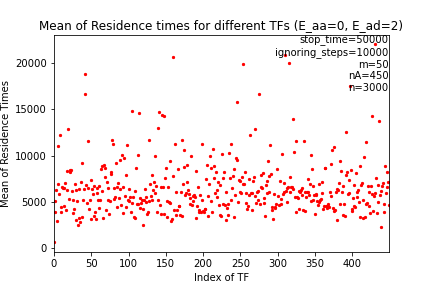 Mean of Residence times for different TFs (E_aa=0, E_ad=2)
stop_time=50000
ignoring_steps=10000
m=50
nA=450
n=3000
20000
15000
10000
5000
0
Mean of Residence Times
0 50 100 150 200 250 300 350 400
Index of TF